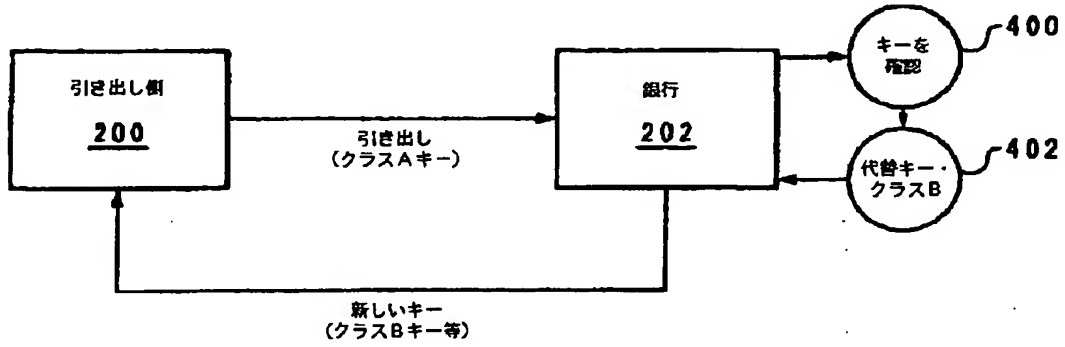 引き出し側
200
引き出し
(クラスAキー)
銀行
202
キーを
確認
400
代替キー・
クラスB
402
新しいキー
(クラスBキー等)